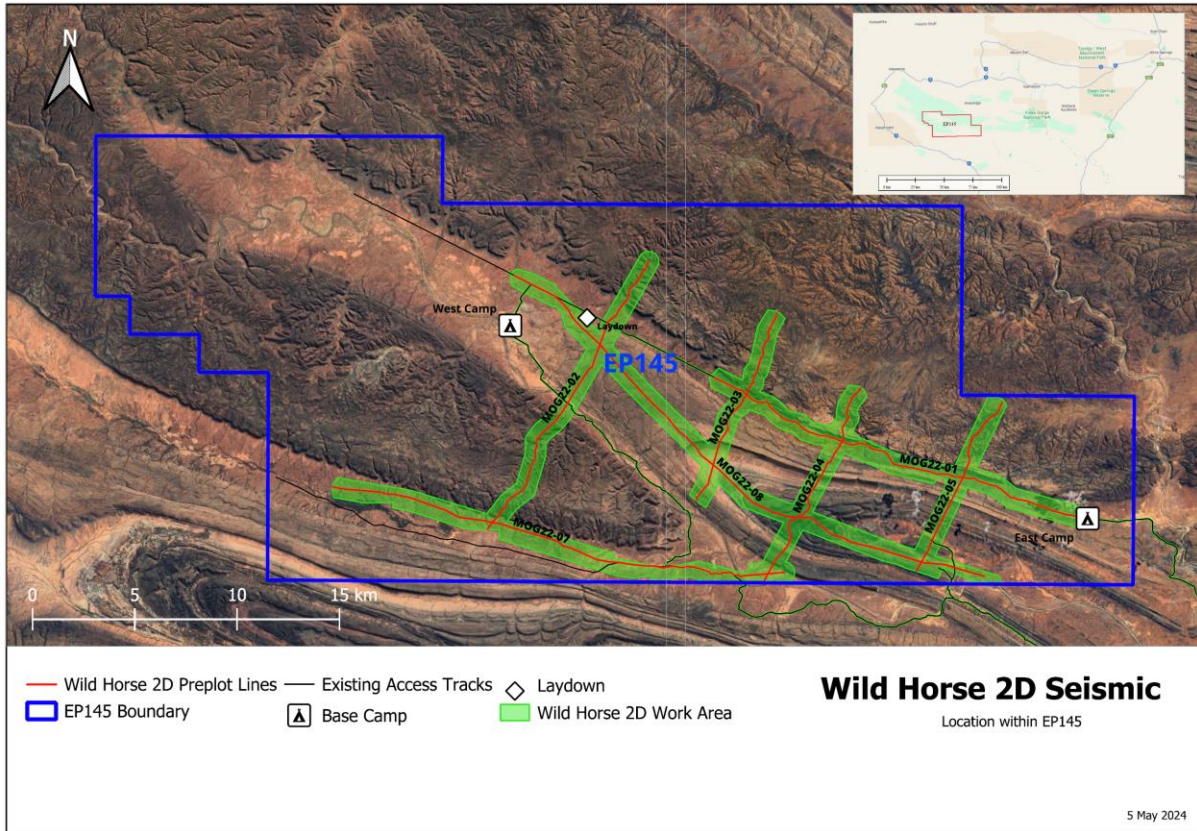 N
EP145
West Camp
Laydown
EP145
MOG22-02
MOG22-03
MOG22-04
MOG22-01
MOG22-05
MOG22-08
MOG22-07
East Camp
0 5 10 15 km
Wild Horse 2D Preplot Lines
Existing Access Tracks
Laydown
EP145 Boundary
Base Camp
Wild Horse 2D Work Area
Wild Horse 2D Seismic
Location within EP145
5 May 2024